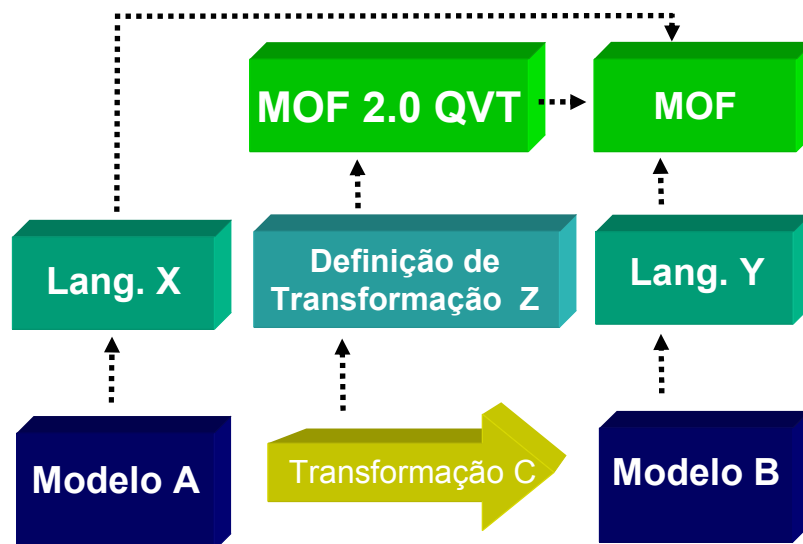 MOF 2.0 QVT
MOF
Lang. X
Definição de
Transformação Z
Lang. Y
Modelo A
Transformação C
Modelo B